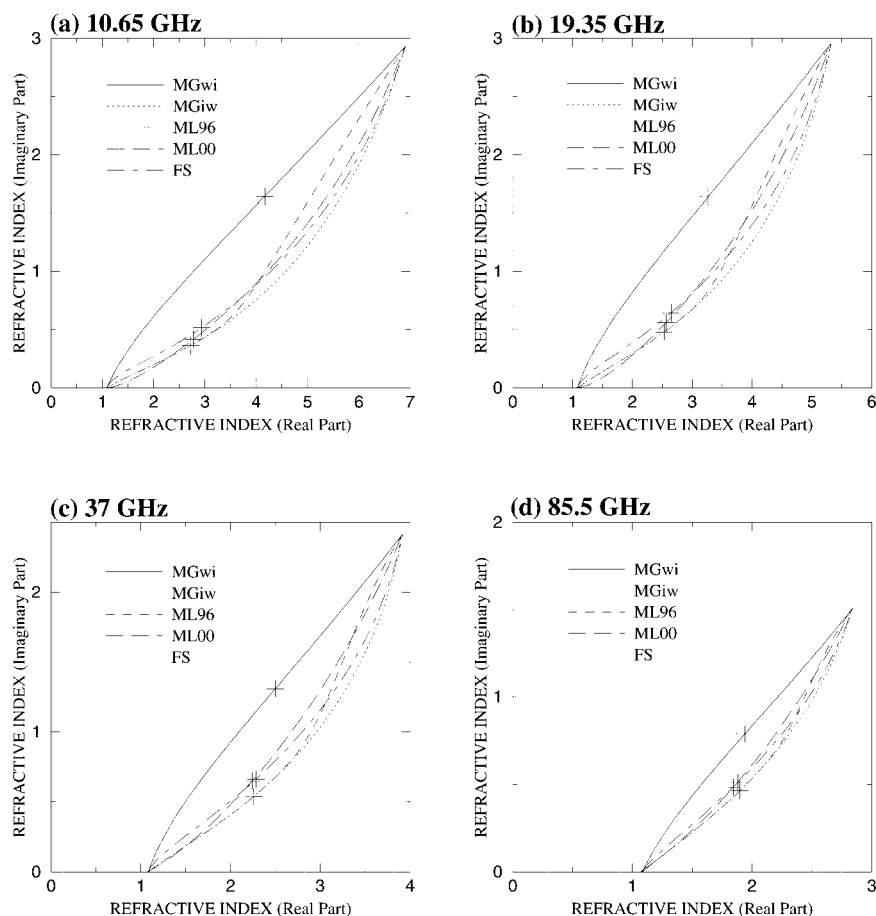 (a) 10.65 GHz
3
2
1
0
REFRACTIVE INDEX (Imaginary Part)
MGwi
MGiw
ML96
ML00
FS
0 1 2 3 4 5 6 7
REFRACTIVE INDEX (Real Part)
(b) 19.35 GHz
3
2
1
0
REFRACTIVE INDEX (Imaginary Part)
MGwi
MGiw
ML96
ML00
FS
0 1 2 3 4 5 6
REFRACTIVE INDEX (Real Part)
(c) 37 GHz
2
1
0
REFRACTIVE INDEX (Imaginary Part)
MGwi
MGiw
ML96
ML00
FS
0 1 2 3 4
REFRACTIVE INDEX (Real Part)
(d) 85.5 GHz
2
1
0
REFRACTIVE INDEX (Imaginary Part)
MGwi
MGiw
ML96
ML00
FS
0 1 2 3
REFRACTIVE INDEX (Real Part)